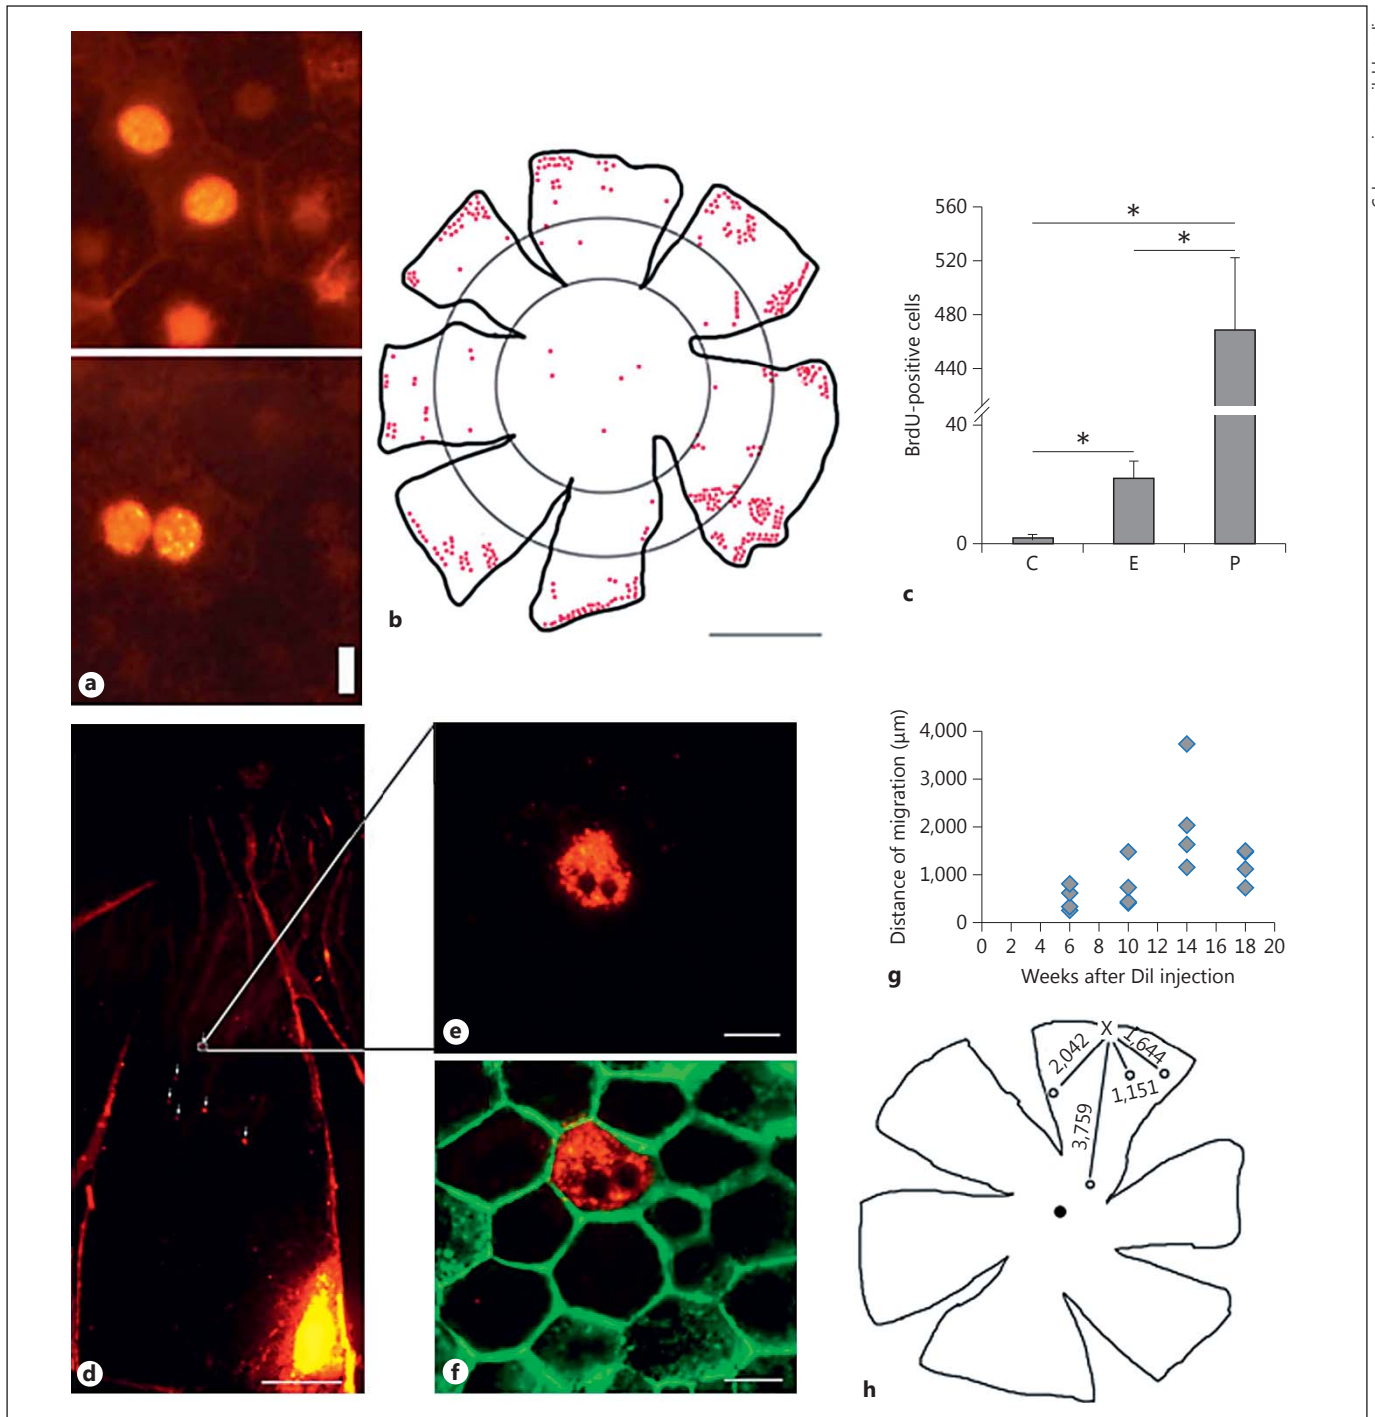 a
b
560
520
480
440
40
0
BrdU-positive cells
*
*
*
C
E
P
c
d
e
f
4,000
3,000
2,000
1,000
0
Distance of migration (µm)
0 2 4 6 8 10 12 14 16 18 20
Weeks after DiI injection
g
X
2,042
1,644
1,151
3,759
h